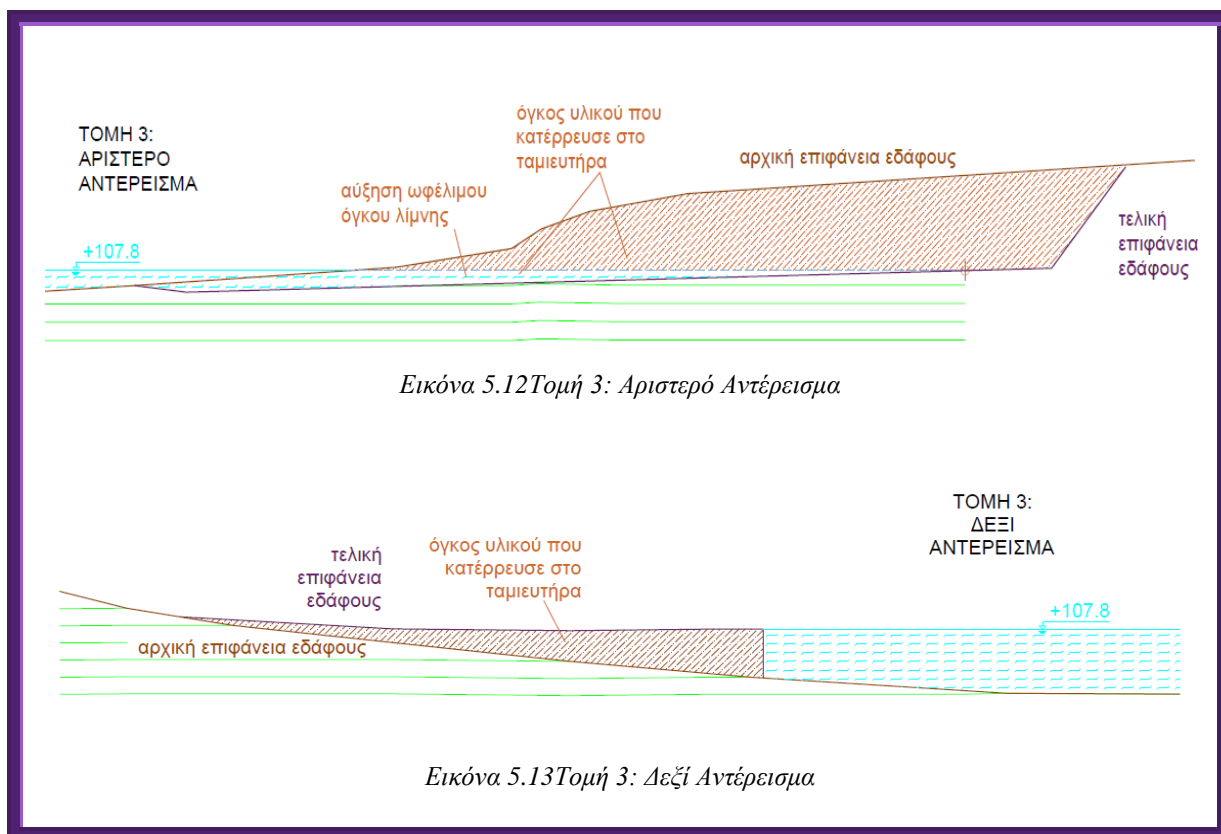 ΤΟΜΗ 3:
ΑΡΙΣΤΕΡΟ
ΑΝΤΕΡΕΙΣΜΑ
όγκος υλικού που
κατέρρευσε στο
ταμιευτήρα
αρχική επιφάνεια εδάφους
αύξηση ωφέλιμου
όγκου λίμνης
τελική
επιφάνεια
εδάφους
+107.8
Εικόνα 5.12Τομή 3: Αριστερό Αντέρεισμα
ΤΟΜΗ 3:
ΔΕΞΙ
ΑΝΤΕΡΕΙΣΜΑ
τελική
επιφάνεια
εδάφους
όγκος υλικού που
κατέρρευσε στο
ταμιευτήρα
+107.8
αρχική επιφάνεια εδάφους
Εικόνα 5.13Τομή 3: Δεξί Αντέρεισμα